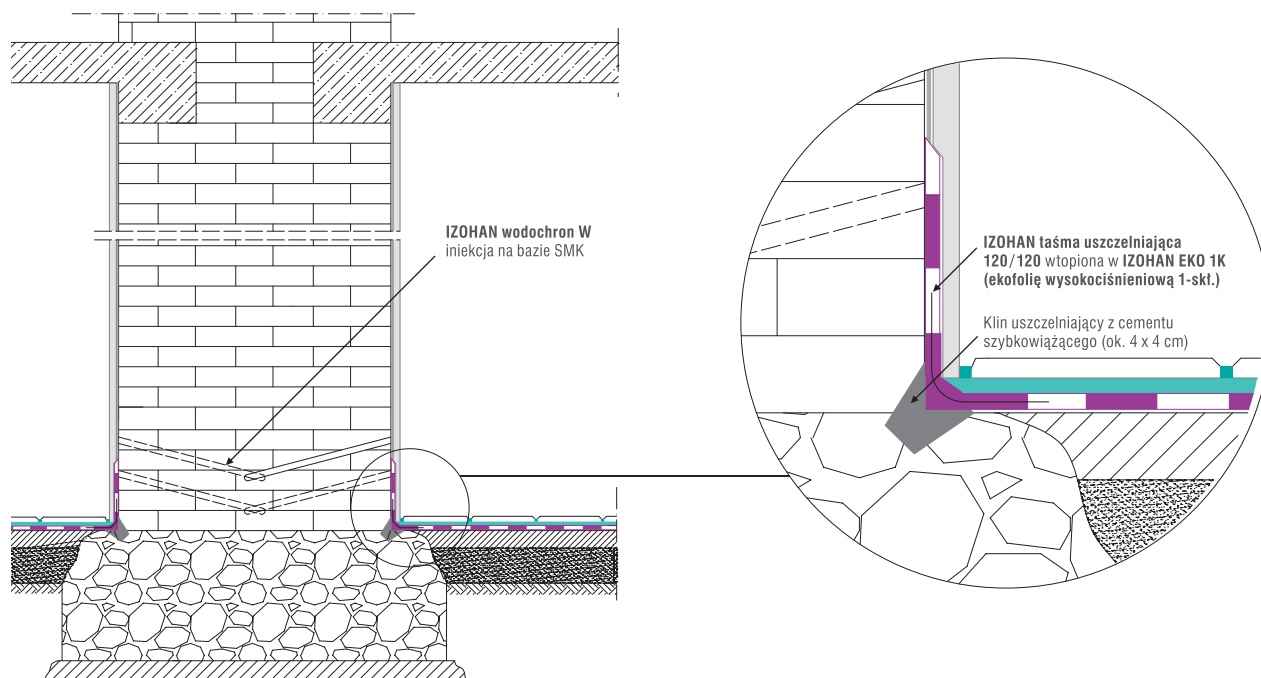 IZOHAN wodochron W
iniekcja na bazie SMK
IZOHAN taśma uszczelniająca
120/120 wtopiona w IZOHAN EKO 1K
(ekofolię wysokociśnieniową 1-skł.)
Klin uszczelniający z cementu
szybkowiążącego (ok. 4 x 4 cm)